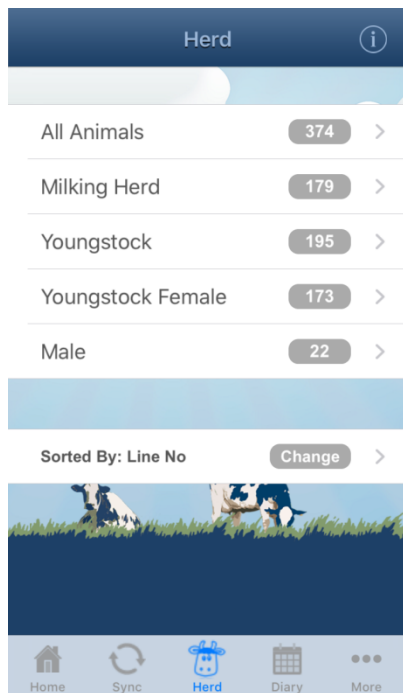 Herd
All Animals 374
Milking Herd 179
Youngstock 195
Youngstock Female 173
Male 22
Sorted By: Line No Change
Home Sync Herd Diary More